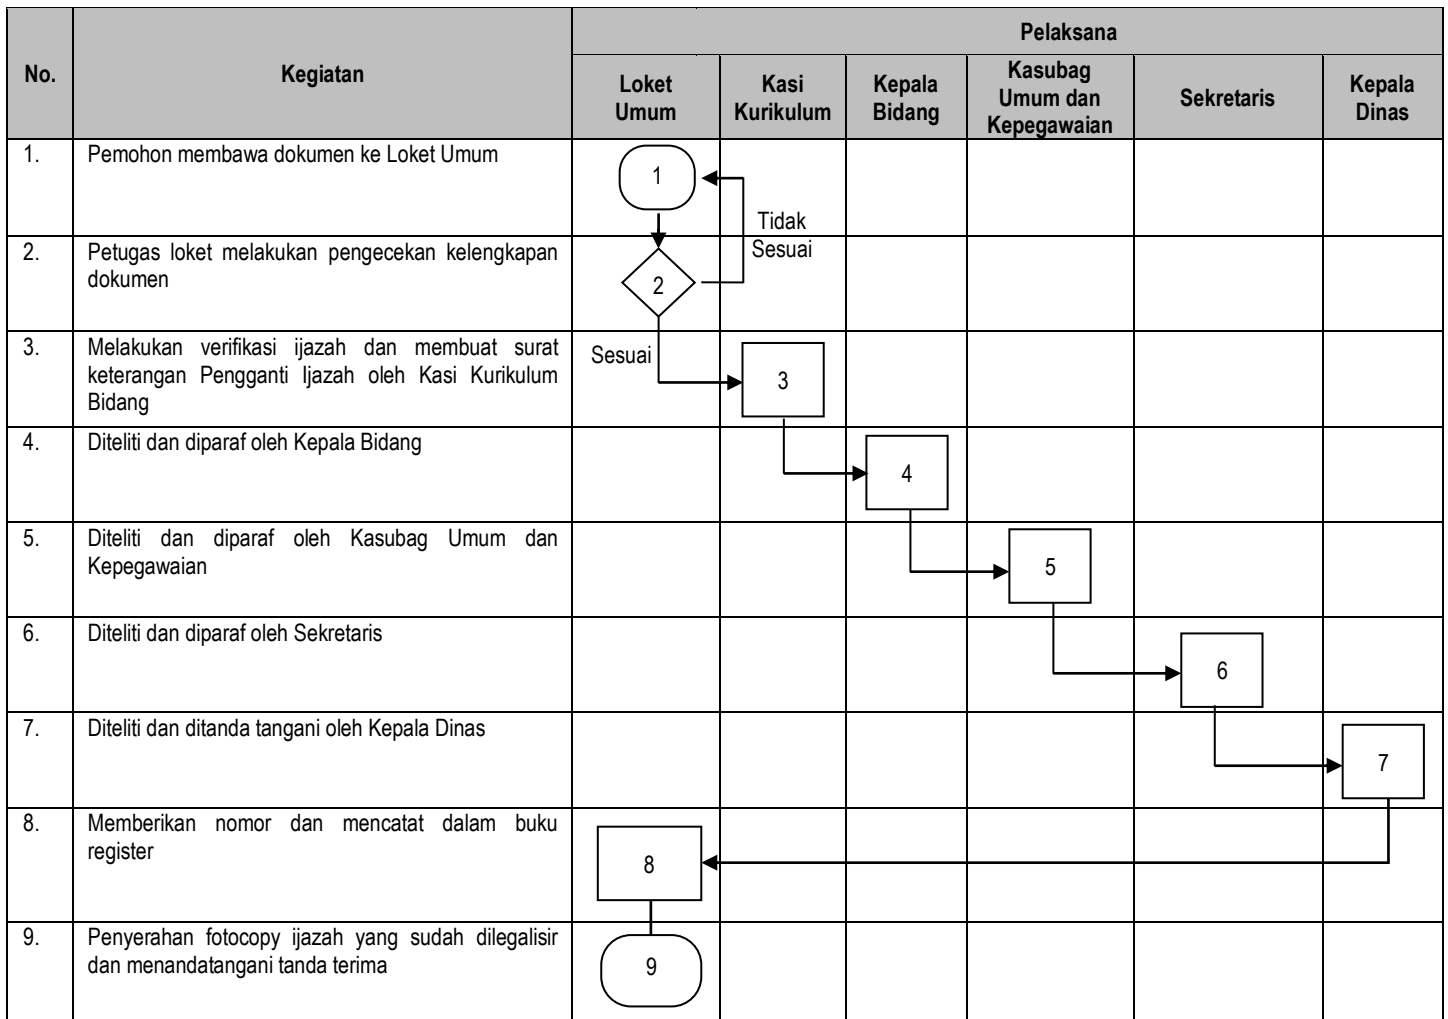 No.
Kegiatan
Pelaksana
Loket
Umum
Kasi
Kurikulum
Kepala
Bidang
Kasubag
Umum dan
Kepegawaian
Sekretaris
Kepala
Dinas
1.
Pemohon membawa dokumen ke Loket Umum
1
Tidak
Sesuai
2.
Petugas loket melakukan pengecekan kelengkapan
dokumen
2
3.
Melakukan verifikasi ijazah dan membuat surat
keterangan Pengganti Ijazah oleh Kasi Kurikulum
Bidang
Sesuai
3
4.
Diteliti dan diparaf oleh Kepala Bidang
4
5.
Diteliti dan diparaf oleh Kasubag Umum dan
Kepegawaian
5
6.
Diteliti dan diparaf oleh Sekretaris
6
7.
Diteliti dan ditanda tangani oleh Kepala Dinas
7
8.
Memberikan nomor dan mencatat dalam buku
register
8
9.
Penyerahan fotocopy ijazah yang sudah dilegalisir
dan menandatangani tanda terima
9